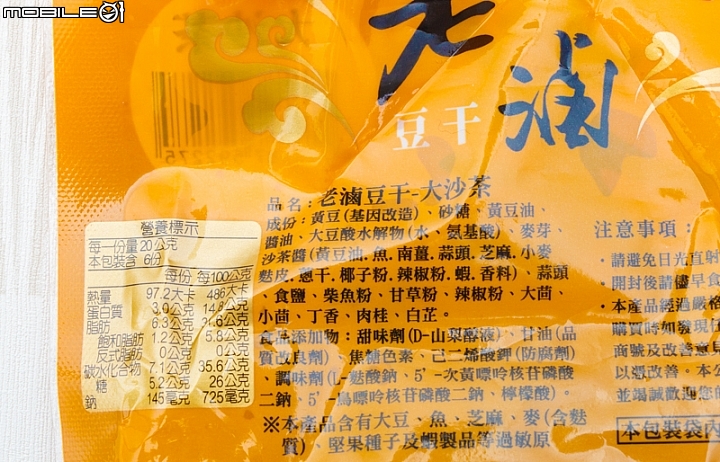 MOBILE01
老滷
豆干
營養標示
每一份量20公克
本包裝含 6份
每份 每100公克
熱量 97.2大卡 486大卡
蛋白質 3.0公克
脂肪 6.3公克
飽和脂肪 1.2公克 5.8公克
反式脂肪 0公克 0公克
碳水化合物 7.1公克 35.6公克
糖 5.2公克 26公克
鈉 145毫克 725毫克
品名：老滷豆干-大沙茶
成份：黃豆(基因改造)、砂糖、黃豆油、
醬油、大豆酸水解物(水、氨基酸)、麥芽、
沙茶醬(黃豆油.魚.南薑.蒜頭.芝麻.小麥
麩皮.蔥干.椰子粉.辣椒粉.蝦.香料)、蒜頭
、食鹽、柴魚粉、甘草粉、辣椒粉、大茴、
小茴、丁香、肉桂、白芷。
食品添加物：甜味劑(D-山梨醇液)、甘油(品
質改良劑)、焦糖色素、己二烯酸鉀(防腐劑)
、調味劑(L-麩酸鈉、5'-次黃嘌呤核苷磷酸
二鈉、5'-鳥嘌呤核苷磷酸二鈉、檸檬酸)。
※本產品含有大豆、魚、芝麻、麥(含麩
質)、堅果種子及蝦製品等過敏原
注意事項：
・請避免日光直射
・開封後請儘早食
・本產品經過嚴格
購買時如發現任
商號及改善意見
以憑改善。本公
並竭誠歡迎您的
本包裝袋內